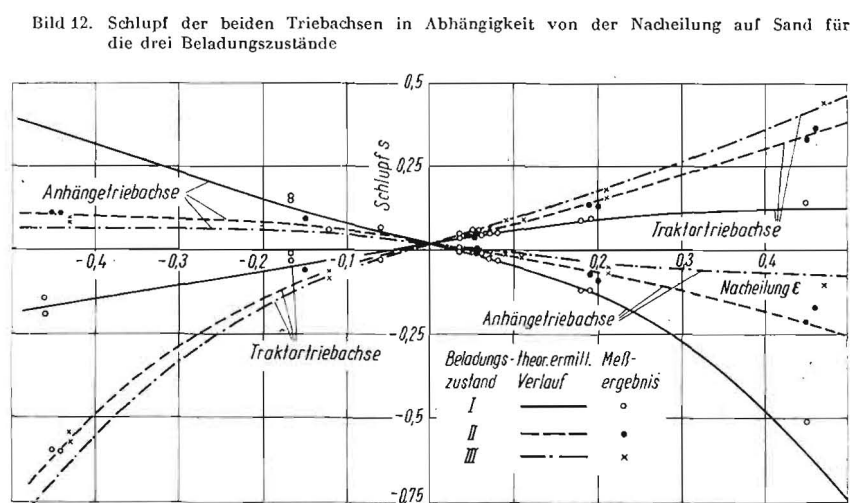 Bild 12. Schlupf der beiden Triebachsen in Abhängigkeit von der Nacheilung auf Sand für
die drei Beladungszustände
0,5
0,25
Schlupf s
Anhängetriebachse
Traktortriebachse
-0,4
-0,3
-0,2
-0,1
0,2
0,3
0,4
Nacheilung ε
Anhängetriebachse
-0,25
Traktortriebachse
Beladungs- theor. ermitt. Meß-
zustand Verlauf ergebnis
I
II
III
-0,5
-0,75